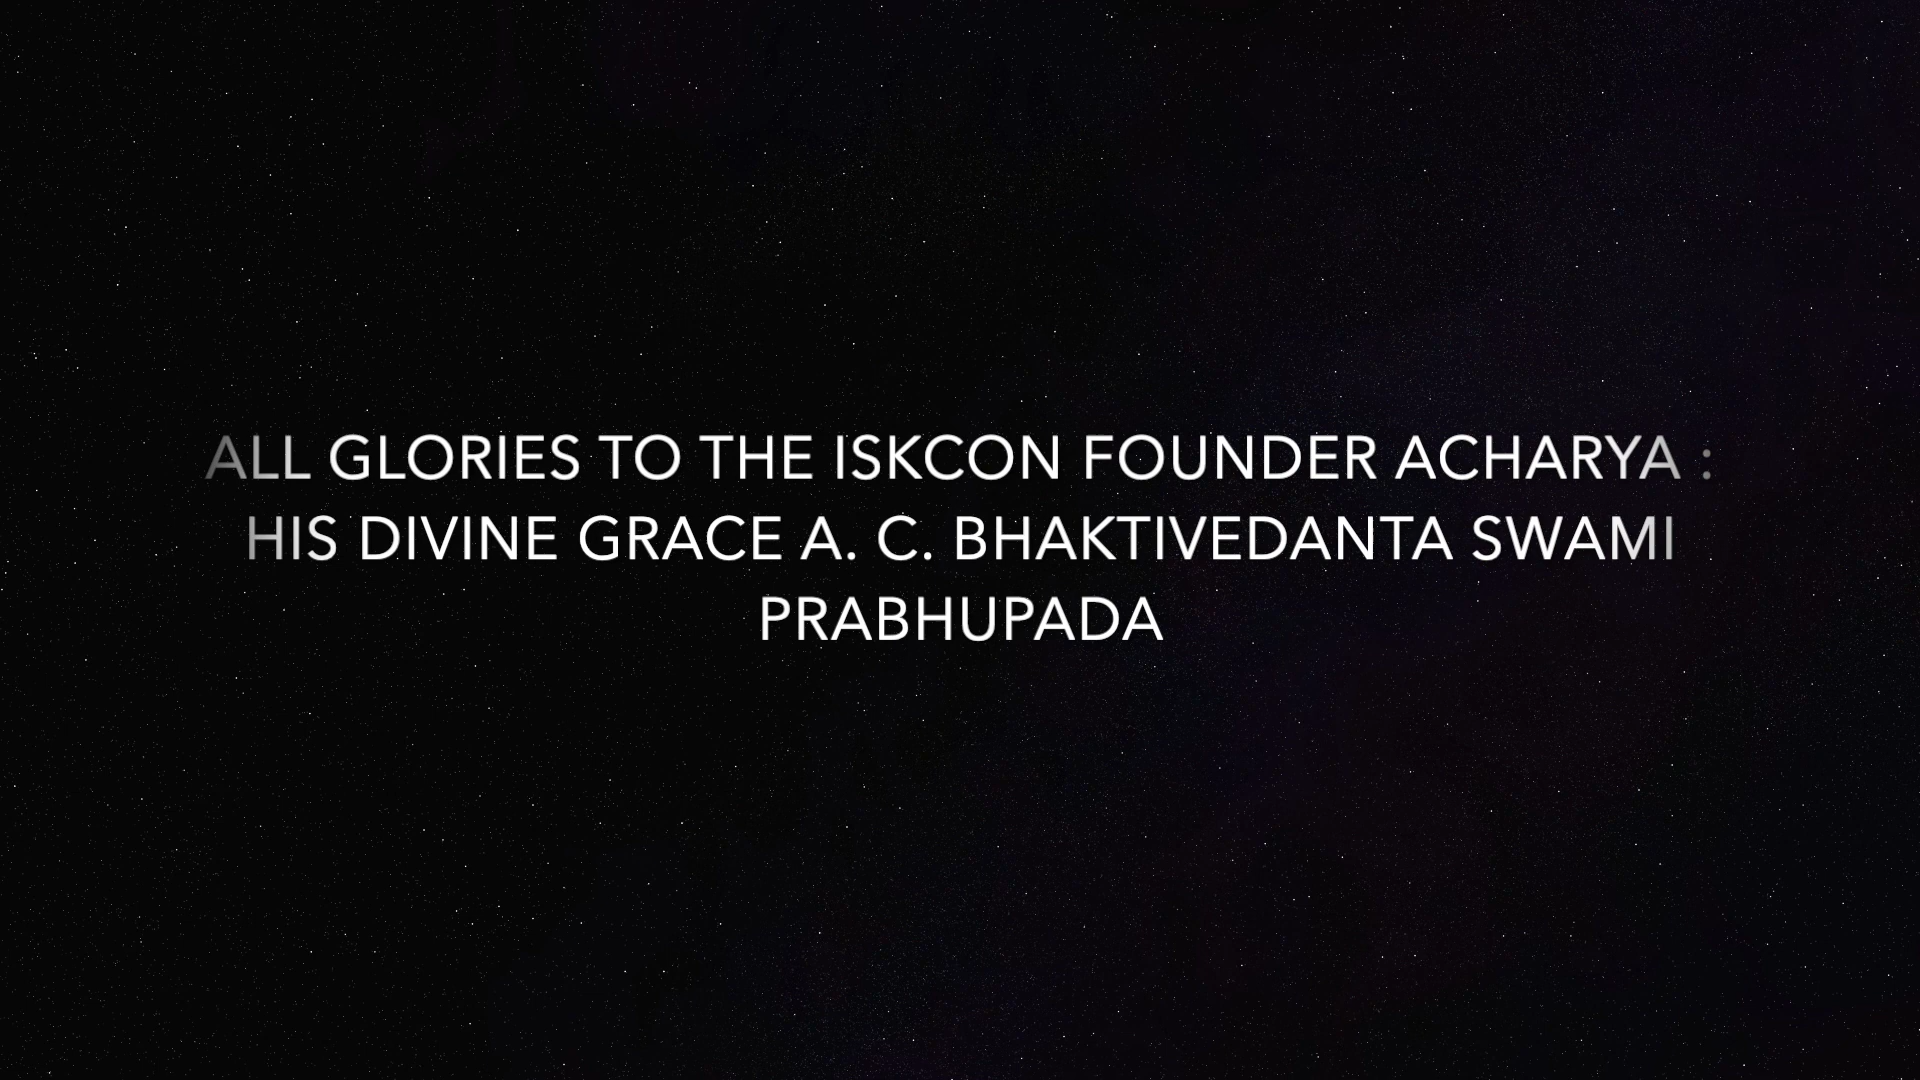 ALL GLORIES TO THE ISKCON FOUNDER ACHARYA :
HIS DIVINE GRACE A. C. BHAKTIVEDANTA SWAMI
PRABHUPADA